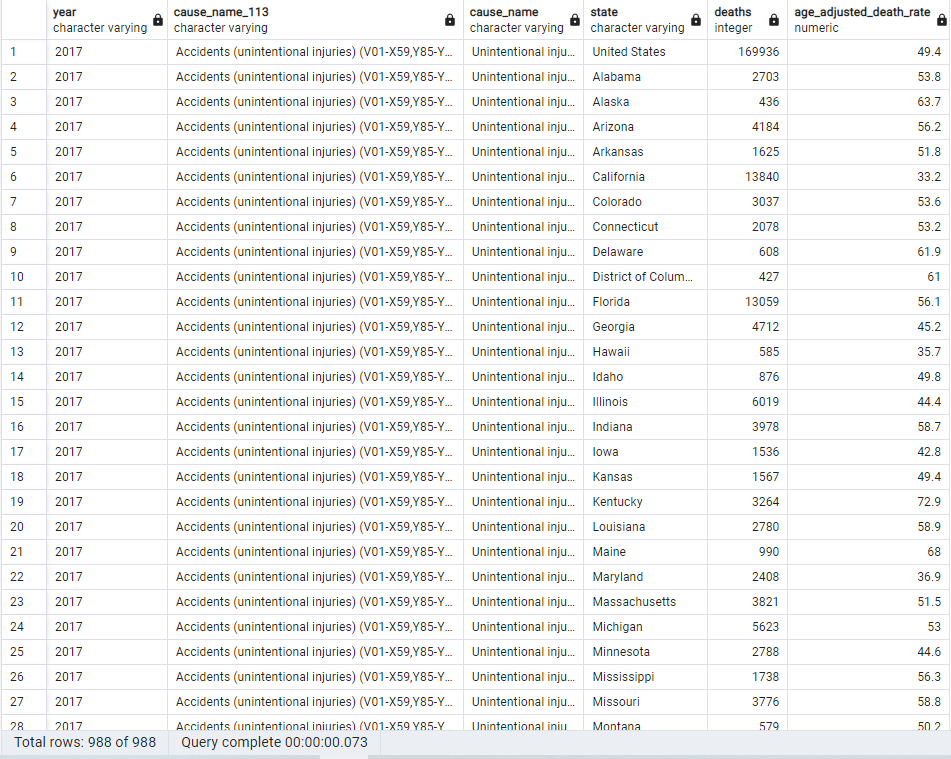 year cause_name_113 cause_name state deaths age_adjusted_death_rate
character varying character varying character varying character varying integer numeric
1 2017 Accidents (unintentional injuries) (V01-X59,Y85-Y... Unintentional inju... United States 169936 49.4
2 2017 Accidents (unintentional injuries) (V01-X59,Y85-Y... Unintentional inju... Alabama 2703 53.8
3 2017 Accidents (unintentional injuries) (V01-X59,Y85-Y... Unintentional inju... Alaska 436 63.7
4 2017 Accidents (unintentional injuries) (V01-X59,Y85-Y... Unintentional inju... Arizona 4184 56.2
5 2017 Accidents (unintentional injuries) (V01-X59,Y85-Y... Unintentional inju... Arkansas 1625 51.8
6 2017 Accidents (unintentional injuries) (V01-X59,Y85-Y... Unintentional inju... California 13840 33.2
7 2017 Accidents (unintentional injuries) (V01-X59,Y85-Y... Unintentional inju... Colorado 3037 53.6
8 2017 Accidents (unintentional injuries) (V01-X59,Y85-Y... Unintentional inju... Connecticut 2078 53.2
9 2017 Accidents (unintentional injuries) (V01-X59,Y85-Y... Unintentional inju... Delaware 608 61.9
10 2017 Accidents (unintentional injuries) (V01-X59,Y85-Y... Unintentional inju... District of Colum... 427 61
11 2017 Accidents (unintentional injuries) (V01-X59,Y85-Y... Unintentional inju... Florida 13059 56.1
12 2017 Accidents (unintentional injuries) (V01-X59,Y85-Y... Unintentional inju... Georgia 4712 45.2
13 2017 Accidents (unintentional injuries) (V01-X59,Y85-Y... Unintentional inju... Hawaii 585 35.7
14 2017 Accidents (unintentional injuries) (V01-X59,Y85-Y... Unintentional inju... Idaho 876 49.8
15 2017 Accidents (unintentional injuries) (V01-X59,Y85-Y... Unintentional inju... Illinois 6019 44.4
16 2017 Accidents (unintentional injuries) (V01-X59,Y85-Y... Unintentional inju... Indiana 3978 58.7
17 2017 Accidents (unintentional injuries) (V01-X59,Y85-Y... Unintentional inju... Iowa 1536 42.8
18 2017 Accidents (unintentional injuries) (V01-X59,Y85-Y... Unintentional inju... Kansas 1567 49.4
19 2017 Accidents (unintentional injuries) (V01-X59,Y85-Y... Unintentional inju... Kentucky 3264 72.9
20 2017 Accidents (unintentional injuries) (V01-X59,Y85-Y... Unintentional inju... Louisiana 2780 58.9
21 2017 Accidents (unintentional injuries) (V01-X59,Y85-Y... Unintentional inju... Maine 990 68
22 2017 Accidents (unintentional injuries) (V01-X59,Y85-Y... Unintentional inju... Maryland 2408 36.9
23 2017 Accidents (unintentional injuries) (V01-X59,Y85-Y... Unintentional inju... Massachusetts 3821 51.5
24 2017 Accidents (unintentional injuries) (V01-X59,Y85-Y... Unintentional inju... Michigan 5623 53
25 2017 Accidents (unintentional injuries) (V01-X59,Y85-Y... Unintentional inju... Minnesota 2788 44.6
26 2017 Accidents (unintentional injuries) (V01-X59,Y85-Y... Unintentional inju... Mississippi 1738 56.3
27 2017 Accidents (unintentional injuries) (V01-X59,Y85-Y... Unintentional inju... Missouri 3776 58.8
28 2017 Accidents (unintentional injuries) (V01-X59,Y85-Y... Unintentional inju... Montana 579 50.2
Total rows: 988 of 988 Query complete 00:00:00.073